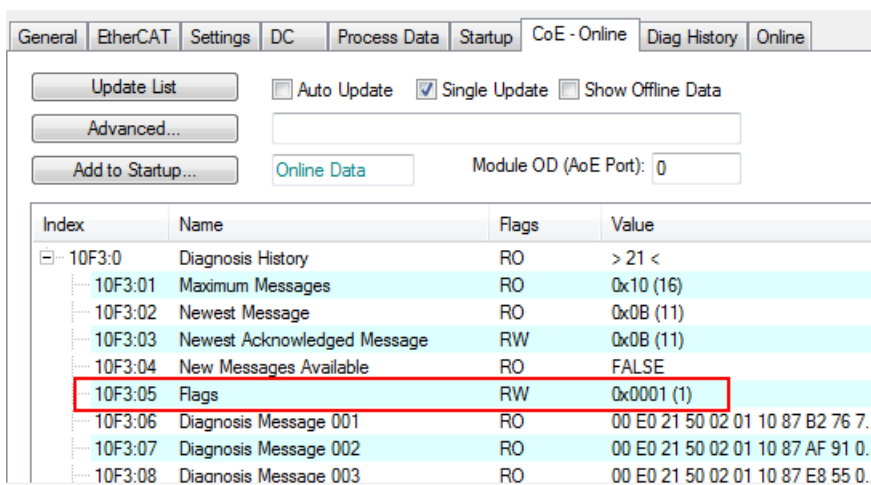 General EtherCAT Settings DC Process Data Startup CoE - Online Diag History Online
Update List Auto Update Single Update Show Offline Data
Advanced...
Add to Startup... Online Data Module OD (AoE Port): 0
Index Name Flags Value
10F3:0 Diagnosis History RO > 21 <
10F3:01 Maximum Messages RO 0x10 (16)
10F3:02 Newest Message RO 0x0B (11)
10F3:03 Newest Acknowledged Message RW 0x0B (11)
10F3:04 New Messages Available RO FALSE
10F3:05 Flags RW 0x0001 (1)
10F3:06 Diagnosis Message 001 RO 00 E0 21 50 02 01 10 87 B2 76 7..
10F3:07 Diagnosis Message 002 RO 00 E0 21 50 02 01 10 87 AF 91 0..
10F3:08 Diagnosis Message 003 RO 00 E0 21 50 02 01 10 87 E8 55 0..